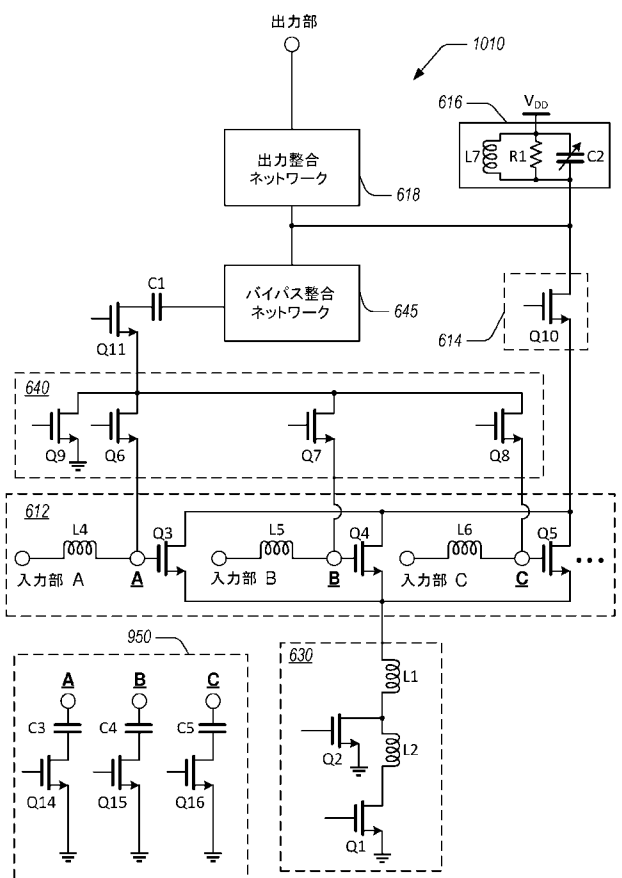 出力部
1010
616
VDD
L7
R1
C2
出力整合
ネットワーク
618
C1
バイパス整合
ネットワーク
645
Q11
614
Q10
640
Q9
Q6
Q7
Q8
612
L4
Q3
L5
Q4
L6
Q5
入力部 A
A
入力部 B
B
入力部 C
C
•••
950
630
A
B
C
L1
C3
C4
C5
Q2
L2
Q14
Q15
Q16
Q1